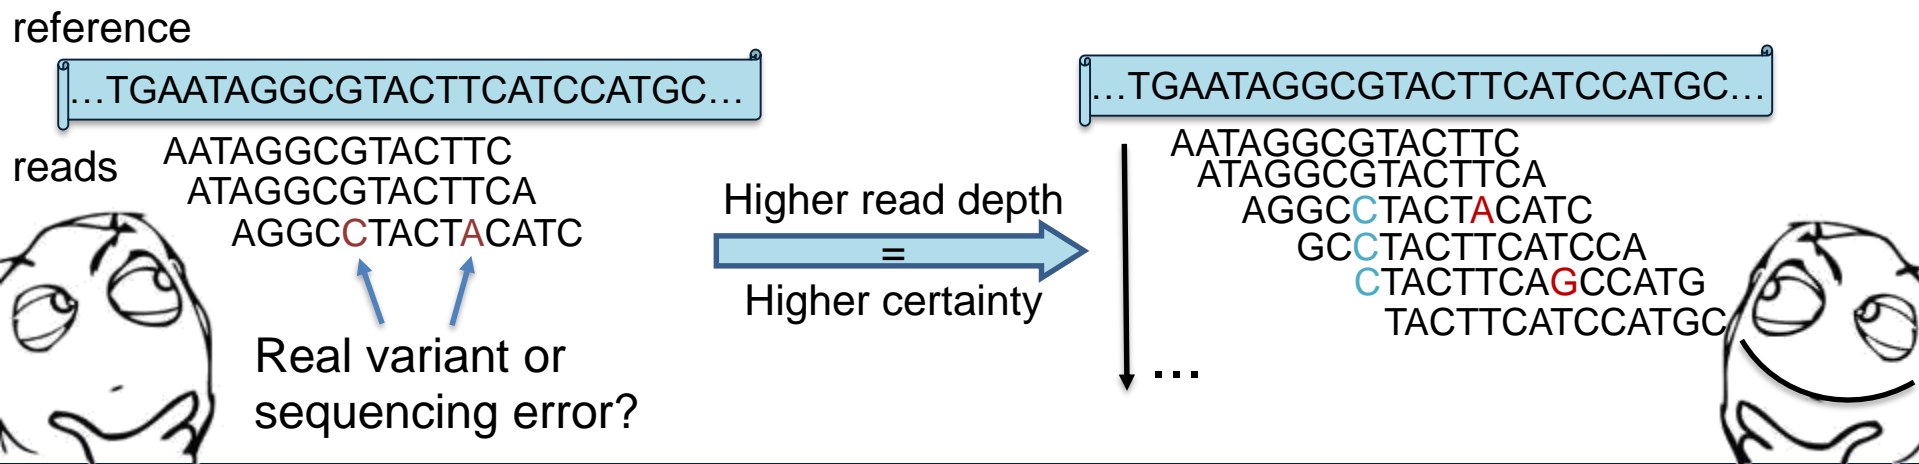 reference
...TGAATAGGCGTACTTCATCCATGC...
reads
AATAGGCGTACTTC
ATAGGCGTACTTCA
AGGCCTACTACATC
Real variant or
sequencing error?
Higher read depth
=
Higher certainty
...TGAATAGGCGTACTTCATCCATGC...
AATAGGCGTACTTC
ATAGGCGTACTTCA
AGGCCTACTACATC
GCCTACTTCATCCA
CTACTTCAGCCATG
TACTTCATCCATGC
...